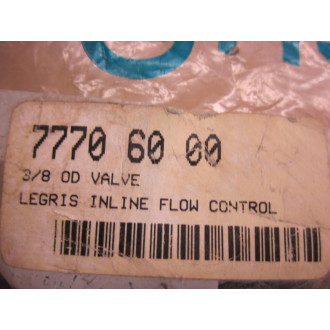 7770 60 00
3/8 OD VALVE
LEGRIS INLINE FLOW CONTROL